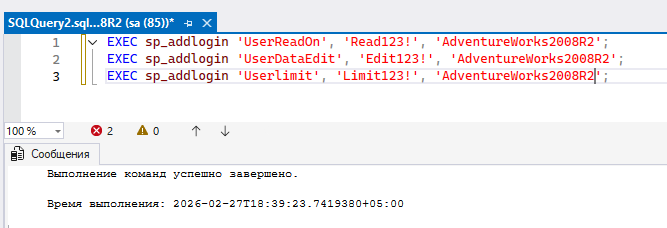 SQLQuery2.sql...8R2 (sa (85))*
1 EXEC sp_addlogin 'UserReadOn', 'Read123!', 'AdventureWorks2008R2';
2 EXEC sp_addlogin 'UserDataEdit', 'Edit123!', 'AdventureWorks2008R2';
3 EXEC sp_addlogin 'Userlimit', 'Limit123!', 'AdventureWorks2008R2';
100 % 2 0
Сообщения
Выполнение команд успешно завершено.
Время выполнения: 2026-02-27T18:39:23.7419380+05:00